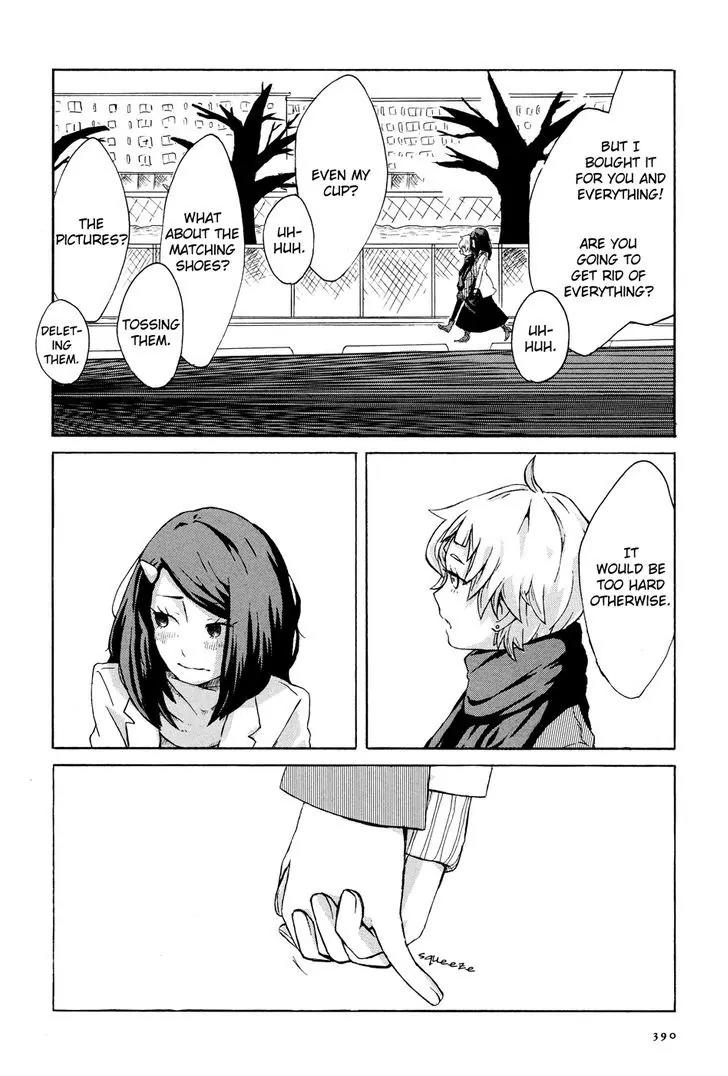 BUT I
BOUGHT IT
FOR YOU AND
EVERYTHING!
ARE YOU
GOING TO
GET RID OF
EVERYTHING?
UH-
HUH.
EVEN MY
CUP?
UH-
HUH.
WHAT
ABOUT THE
MATCHING
SHOES?
TOSSING
THEM.
THE
PICTURES?
DELET-
ING
THEM.
IT
WOULD BE
TOO HARD
OTHERWISE.
squeeze
390